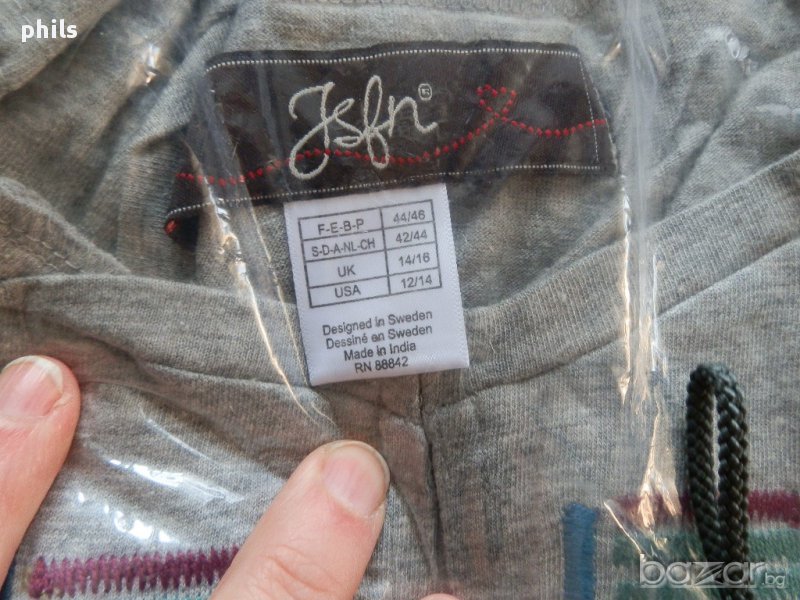 phils
Jsfn®
F-E-B-P 44/46
S-D-A-NL-CH 42/44
UK 14/16
USA 12/14
Designed in Sweden
Dessiné en Sweden
Made in India
RN 88842
bazar.bg